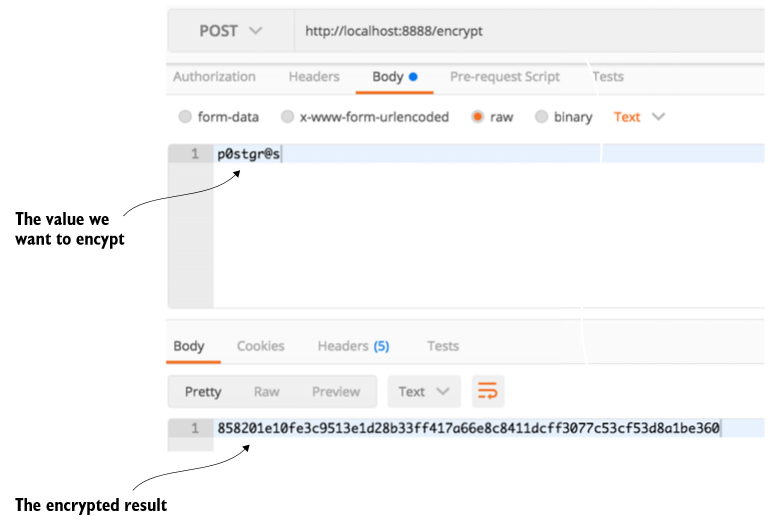 POST http://localhost:8888/encrypt
Authorization Headers Body Pre-request Script Tests
form-data x-www-form-urlencoded raw binary Text
1 p0stgr@s
The value we
want to encypt
Body Cookies Headers (5) Tests
Pretty Raw Preview Text
1 858201e10fe3c9513e1d28b33ff417a66e8c8411dcff3077c53cf53d8a1be360
The encrypted result